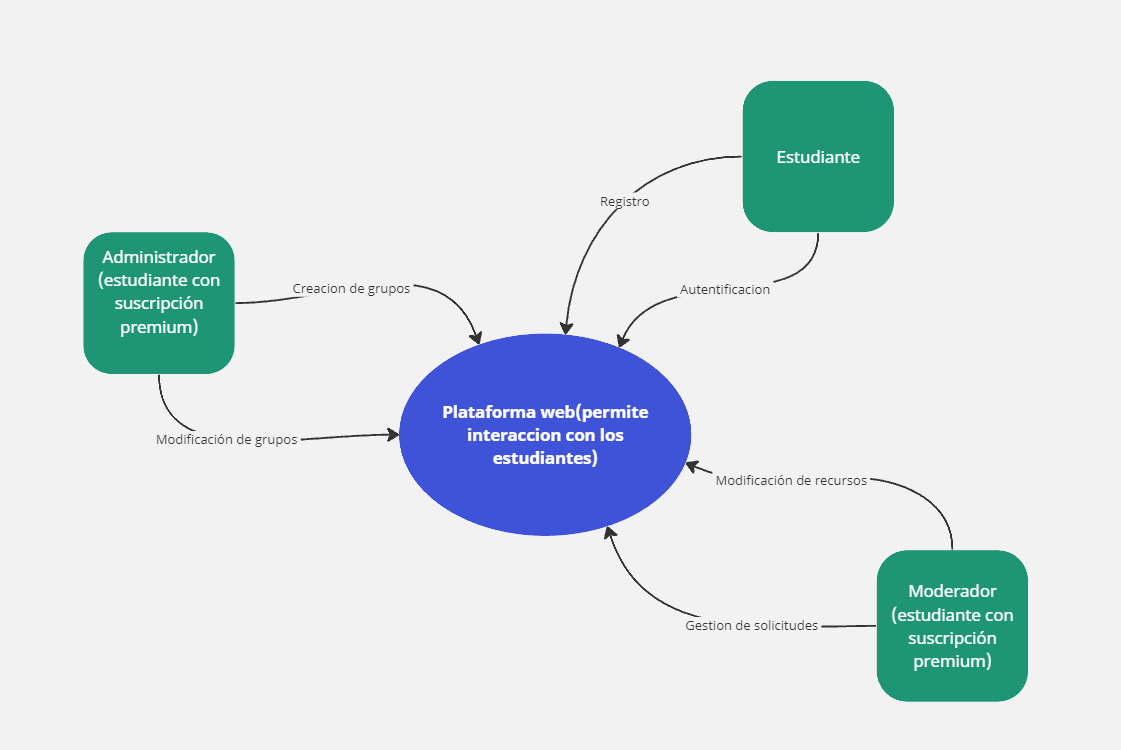 Estudiante
Registro
Administrador
(estudiante con
suscripción
premium)
Creacion de grupos
Autentificacion
Plataforma web(permite
interaccion con los
estudiantes)
Modificación de grupos
Modificación de recursos
Moderador
(estudiante con
suscripción
premium)
Gestion de solicitudes